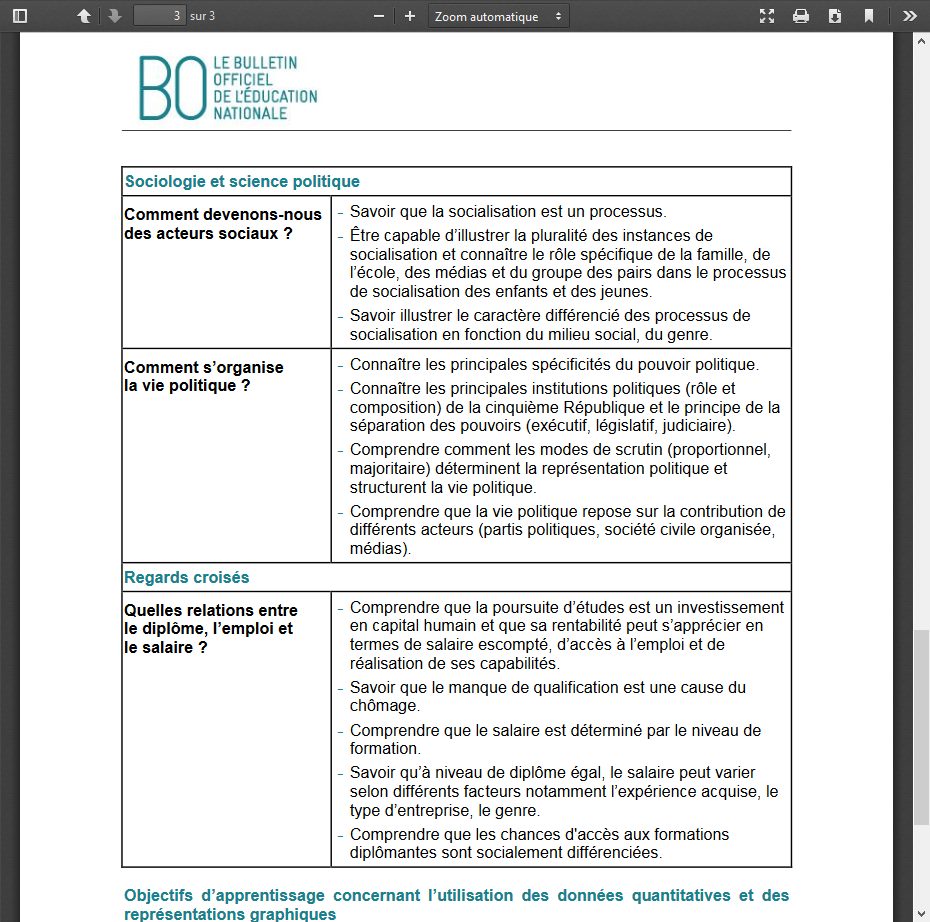 3 sur 3
Zoom automatique
BO LE BULLETIN
OFFICIEL
DE L'ÉDUCATION
NATIONALE
Sociologie et science politique
Comment devenons-nous
des acteurs sociaux ?
- Savoir que la socialisation est un processus.
- Être capable d’illustrer la pluralité des instances de
socialisation et connaître le rôle spécifique de la famille, de
l’école, des médias et du groupe des pairs dans le processus
de socialisation des enfants et des jeunes.
- Savoir illustrer le caractère différencié des processus de
socialisation en fonction du milieu social, du genre.
Comment s’organise
la vie politique ?
- Connaître les principales spécificités du pouvoir politique.
- Connaître les principales institutions politiques (rôle et
composition) de la cinquième République et le principe de la
séparation des pouvoirs (exécutif, législatif, judiciaire).
- Comprendre comment les modes de scrutin (proportionnel,
majoritaire) déterminent la représentation politique et
structurent la vie politique.
- Comprendre que la vie politique repose sur la contribution de
différents acteurs (partis politiques, société civile organisée,
médias).
Regards croisés
Quelles relations entre
le diplôme, l’emploi et
le salaire ?
- Comprendre que la poursuite d’études est un investissement
en capital humain et que sa rentabilité peut s’apprécier en
termes de salaire escompté, d’accès à l’emploi et de
réalisation de ses capabilités.
- Savoir que le manque de qualification est une cause du
chômage.
- Comprendre que le salaire est déterminé par le niveau de
formation.
- Savoir qu’à niveau de diplôme égal, le salaire peut varier
selon différents facteurs notamment l’expérience acquise, le
type d’entreprise, le genre.
- Comprendre que les chances d'accès aux formations
diplômantes sont socialement différenciées.
Objectifs d’apprentissage concernant l’utilisation des données quantitatives et des
représentations graphiques